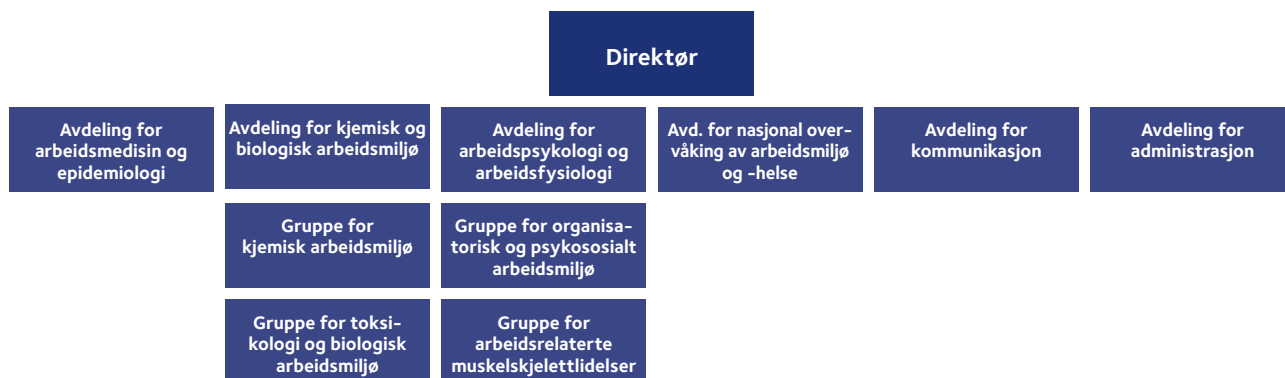 Direktør
Avdeling for
arbeidsmedisin og
epidemiologi
Avdeling for kjemisk og
biologisk arbeidsmiljø
Avdeling for
arbeidspsykologi og
arbeidsfysiologi
Avd. for nasjonal over-
våking av arbeidsmiljø
og -helse
Avdeling for
kommunikasjon
Avdeling for
administrasjon
Gruppe for
kjemisk arbeidsmiljø
Gruppe for organisa-
torisk og psykososialt
arbeidsmiljø
Gruppe for toksi-
kologi og biologisk
arbeidsmiljø
Gruppe for
arbeidsrelaterte
muskelskjelettlidelser